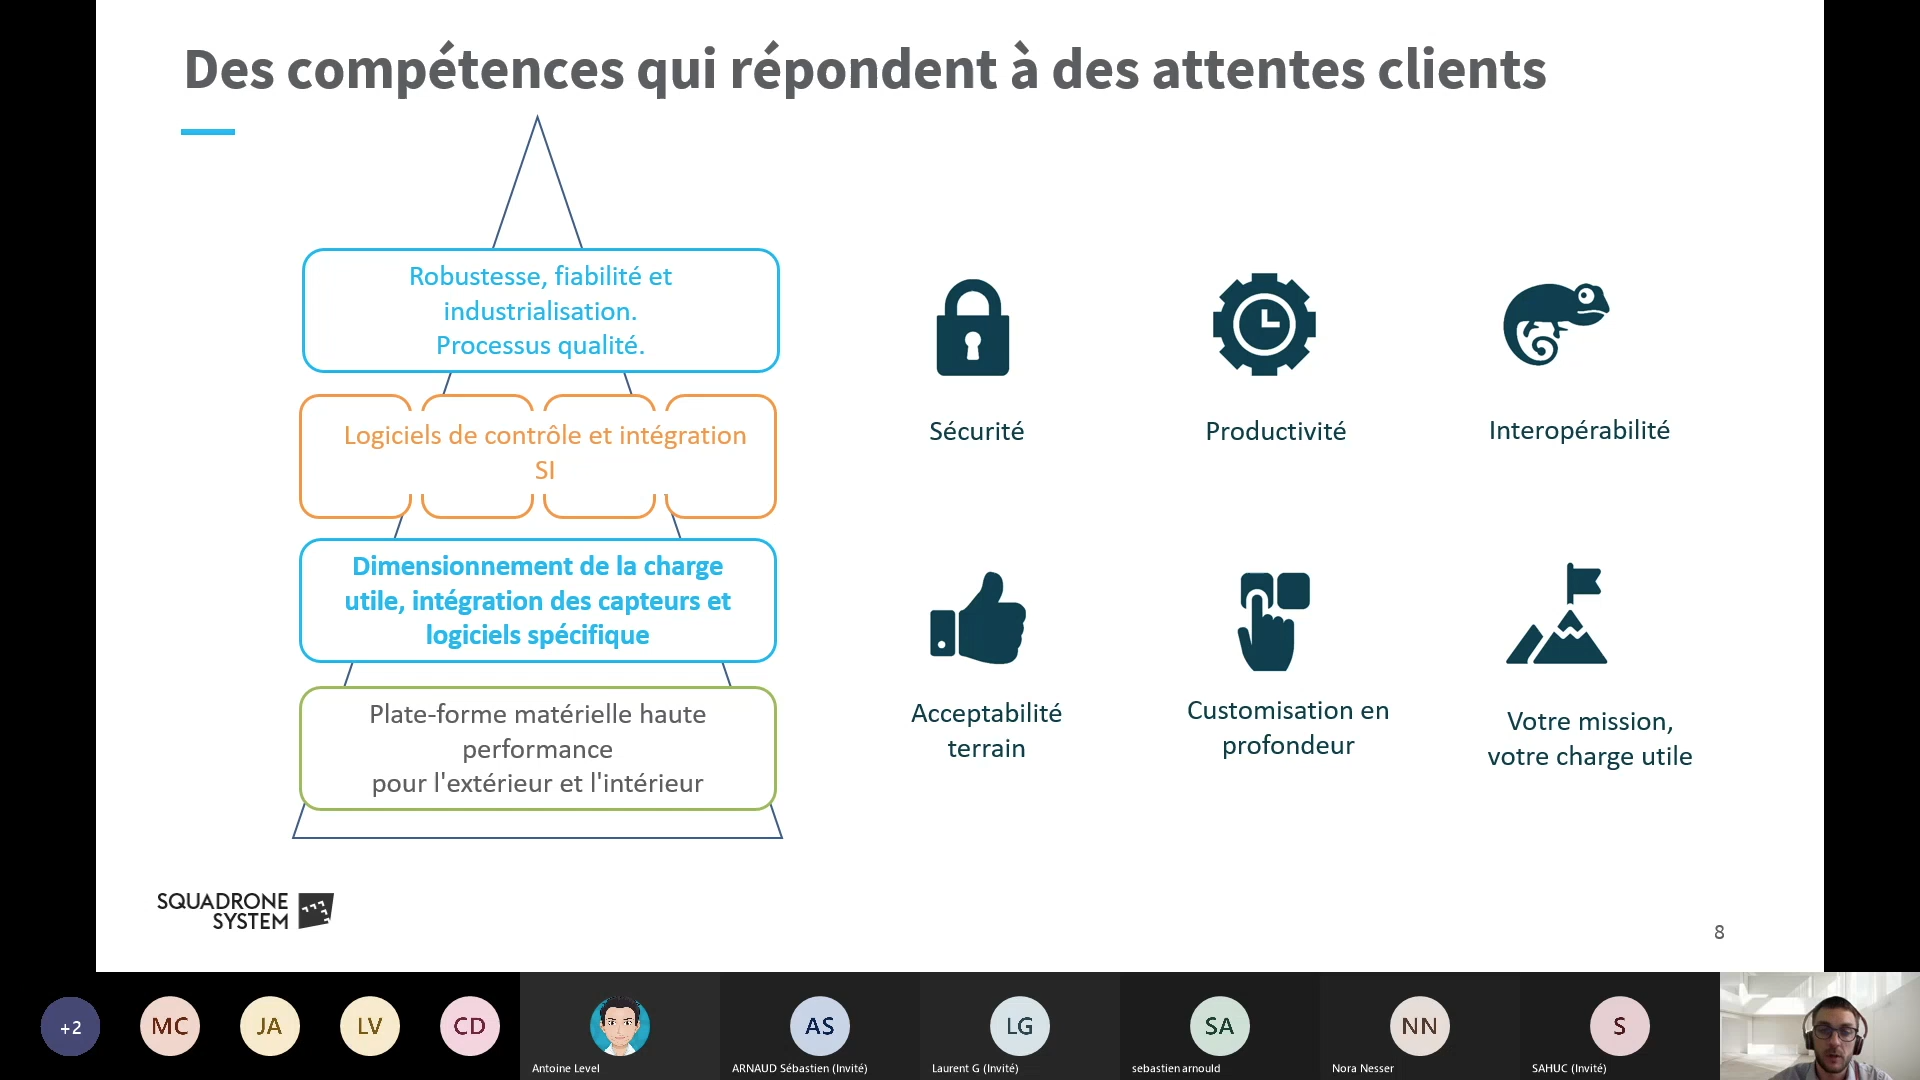 Des compétences qui répondent à des attentes clients
Robustesse, fiabilité et
industrialisation.
Processus qualité.
Logiciels de contrôle et intégration
SI
Dimensionnement de la charge
utile, intégration des capteurs et
logiciels spécifique
Plate-forme matérielle haute
performance
pour l'extérieur et l'intérieur
Sécurité
Productivité
Interopérabilité
Acceptabilité
terrain
Customisation en
profondeur
Votre mission,
votre charge utile
SQUADRONE
SYSTEM
8
+2
MC
JA
LV
CD
Antoine Level
AS
ARNAUD Sébastien (Invité)
LG
Laurent G (Invité)
SA
sebastien arnould
NN
Nora Nesser
S
SAHUC (Invité)